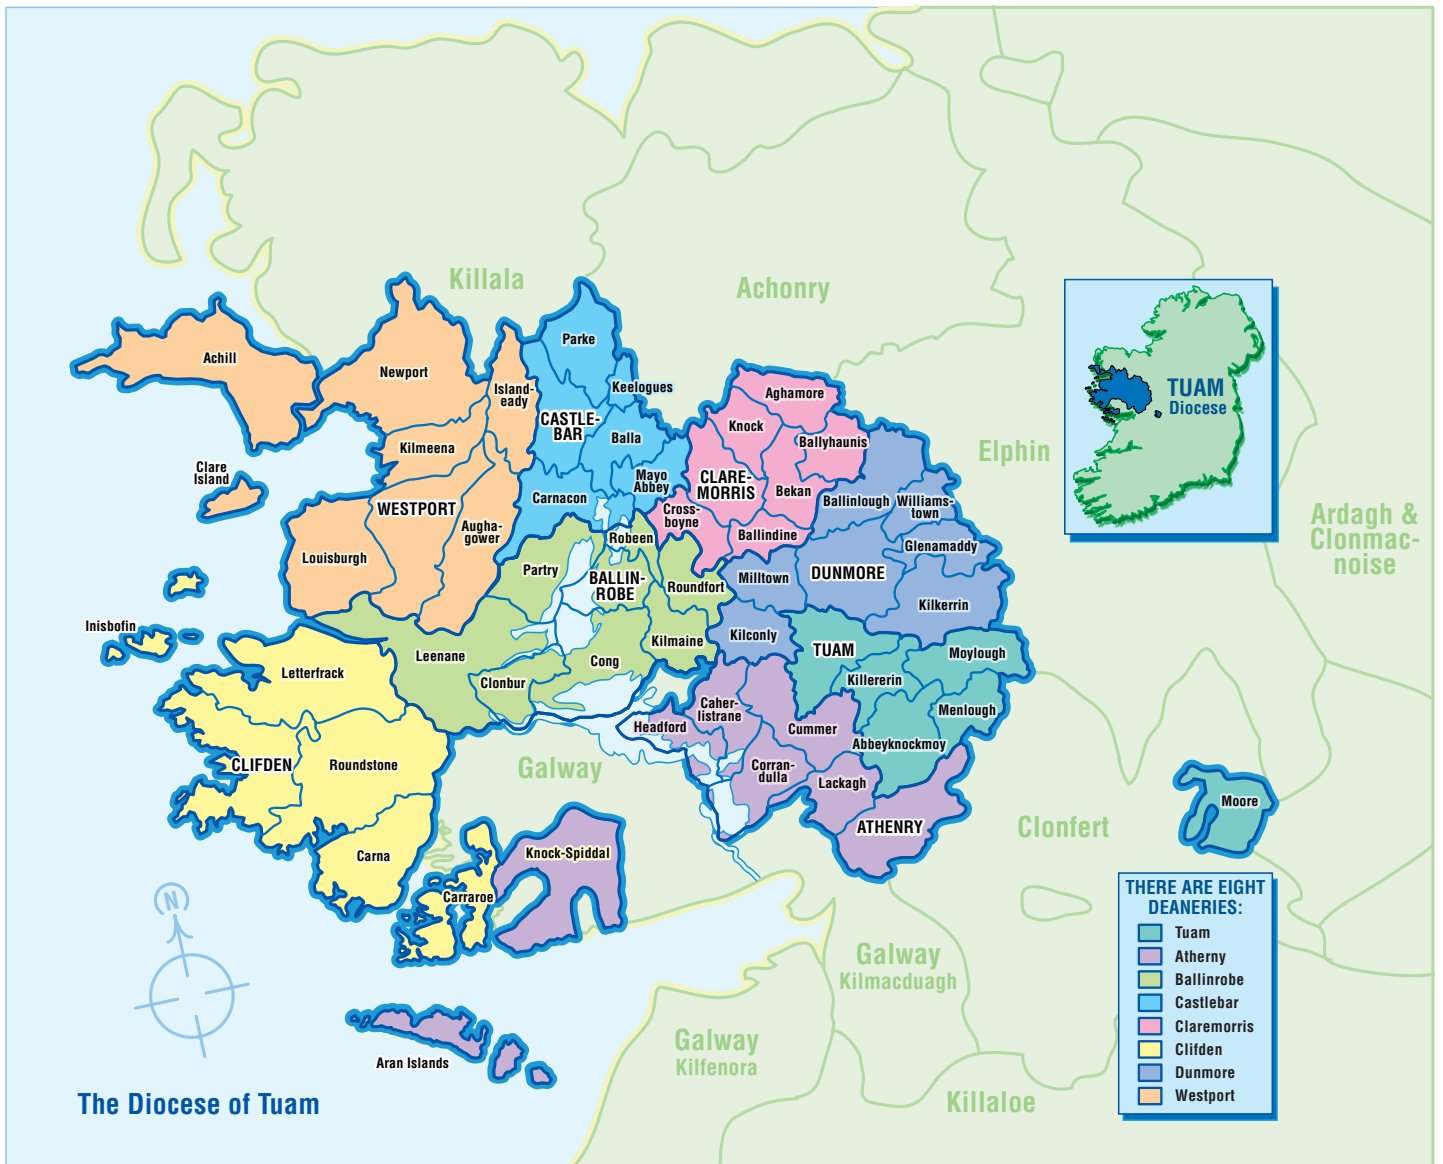 Killala
Achonry
Parke
Achill
Newport
Keelogues
Island-
eady
Aghamore
CASTLE-
BAR
Knock
Balla
Ballyhaunis
Kilmeena
Elphin
TUAM
Diocese
Clare
Island
Mayo
Abbey
CLARE-
MORRIS
Bekan
Carnacon
Ballinlough
Williams-
town
WESTPORT
Cross-
boyne
Augha-
gower
Ballindine
Robeen
Glenamaddy
Ardagh &
Clonmac-
noise
Louisburgh
Partry
BALLIN-
ROBE
Roundfort
Milltown
DUNMORE
Kilkerrin
Inisbofin
Kilmaine
Kilconly
TUAM
Moylough
Leenane
Cong
Letterfrack
Clonbur
Killererin
Caher-
listrane
Menlough
Headford
Cummer
Abbeyknockmoy
CLIFDEN
Roundstone
Galway
Corran-
dulla
Lackagh
Moore
Clonfert
ATHENRY
Carna
Knock-Spiddal
Carraroe
N
Galway
Kilmacduagh
Galway
Kilfenora
Aran Islands
Killaloe
The Diocese of Tuam
THERE ARE EIGHT
DEANERIES:
Tuam
Atherny
Ballinrobe
Castlebar
Claremorris
Clifden
Dunmore
Westport